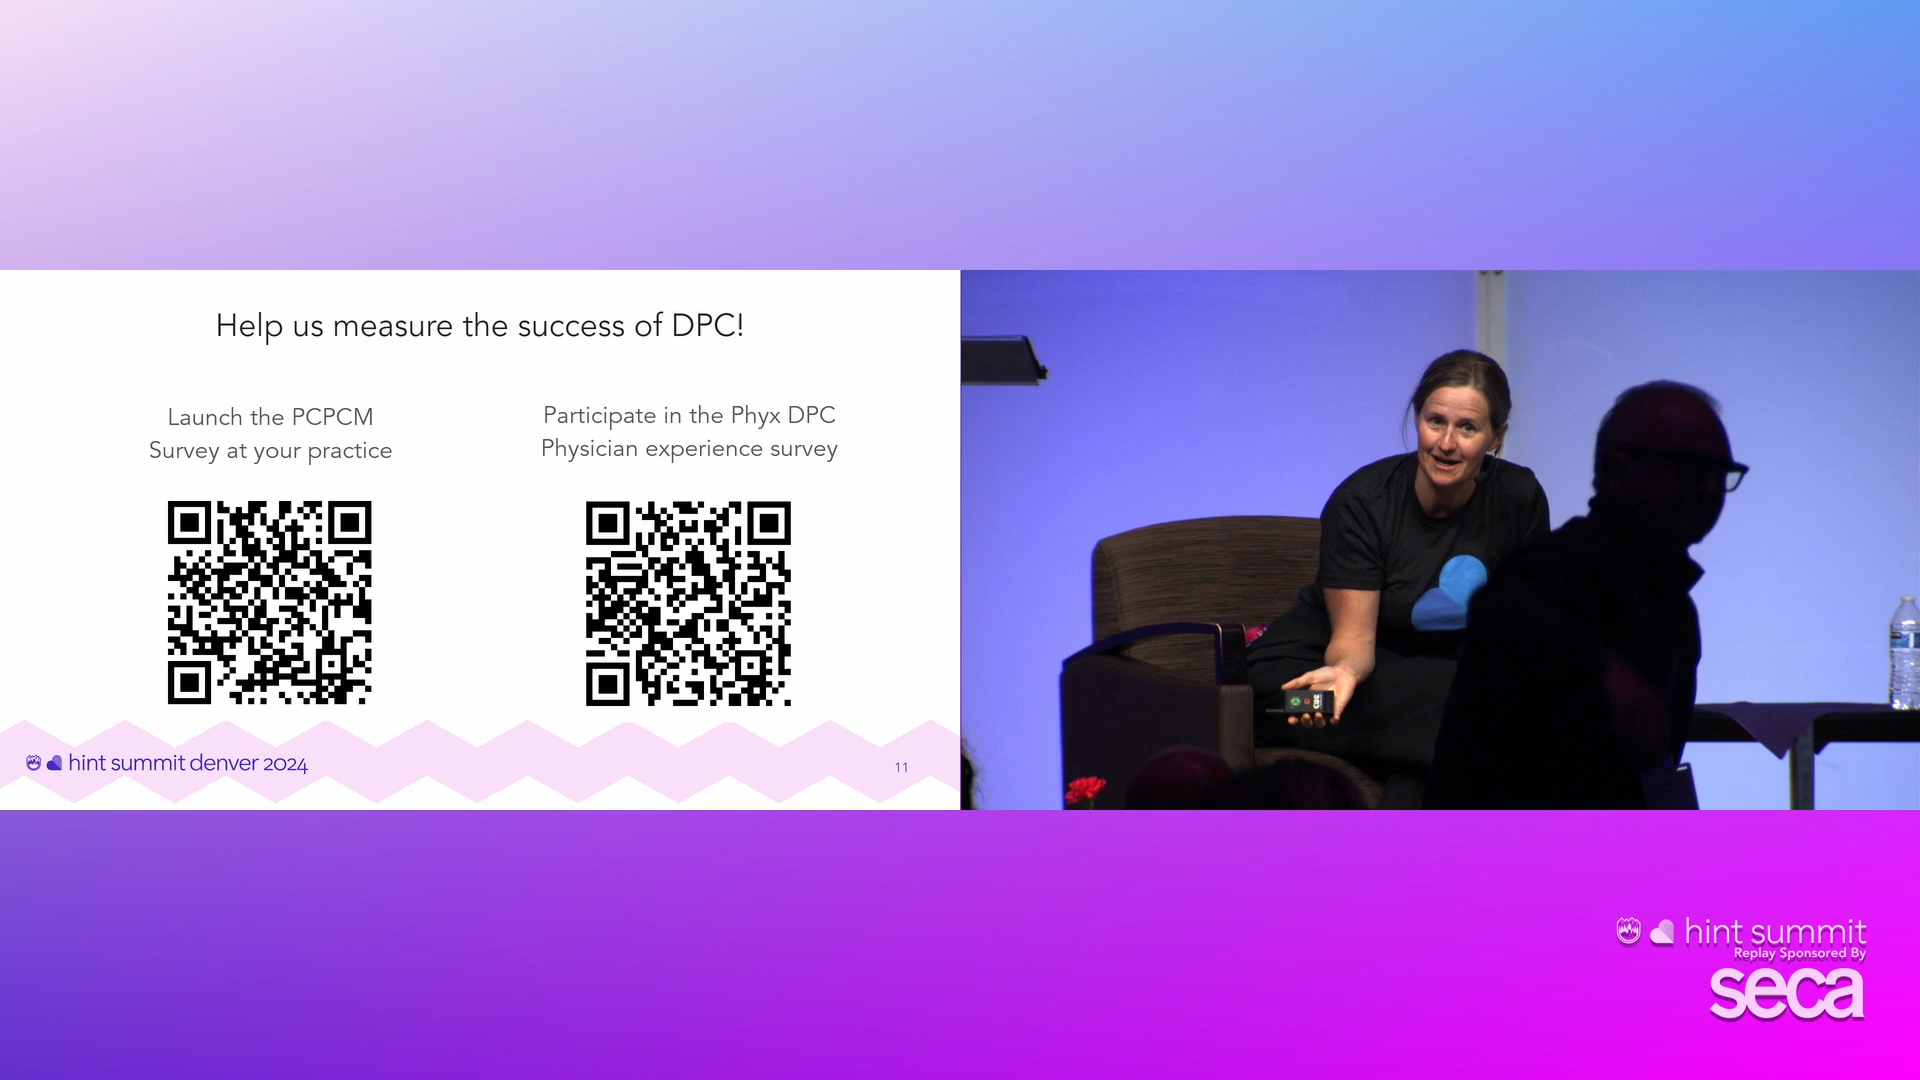 Help us measure the success of DPC!
Launch the PCPCM
Survey at your practice
Participate in the Phyx DPC
Physician experience survey
hint summit denver 2024
11
hint summit
Replay Sponsored By
seca